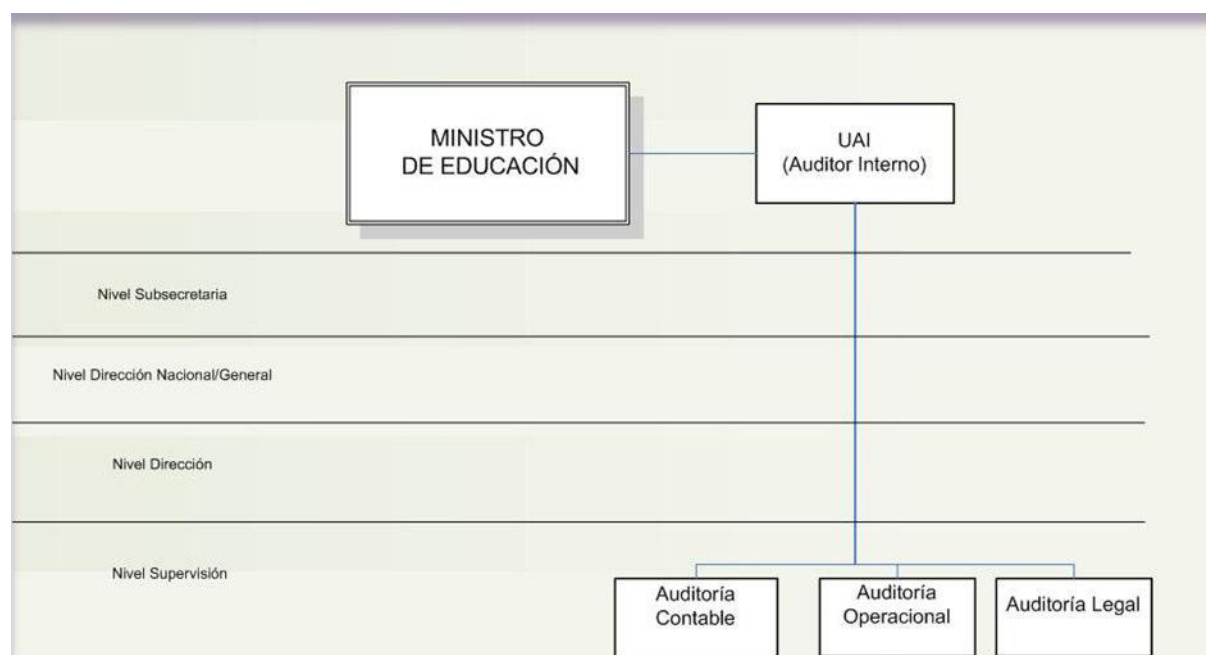 MINISTRO
DE EDUCACIÓN
UAI
(Auditor Interno)
Nivel Subsecretaria
Nivel Dirección Nacional/General
Nivel Dirección
Nivel Supervisión
Auditoría
Contable
Auditoría
Operacional
Auditoría Legal